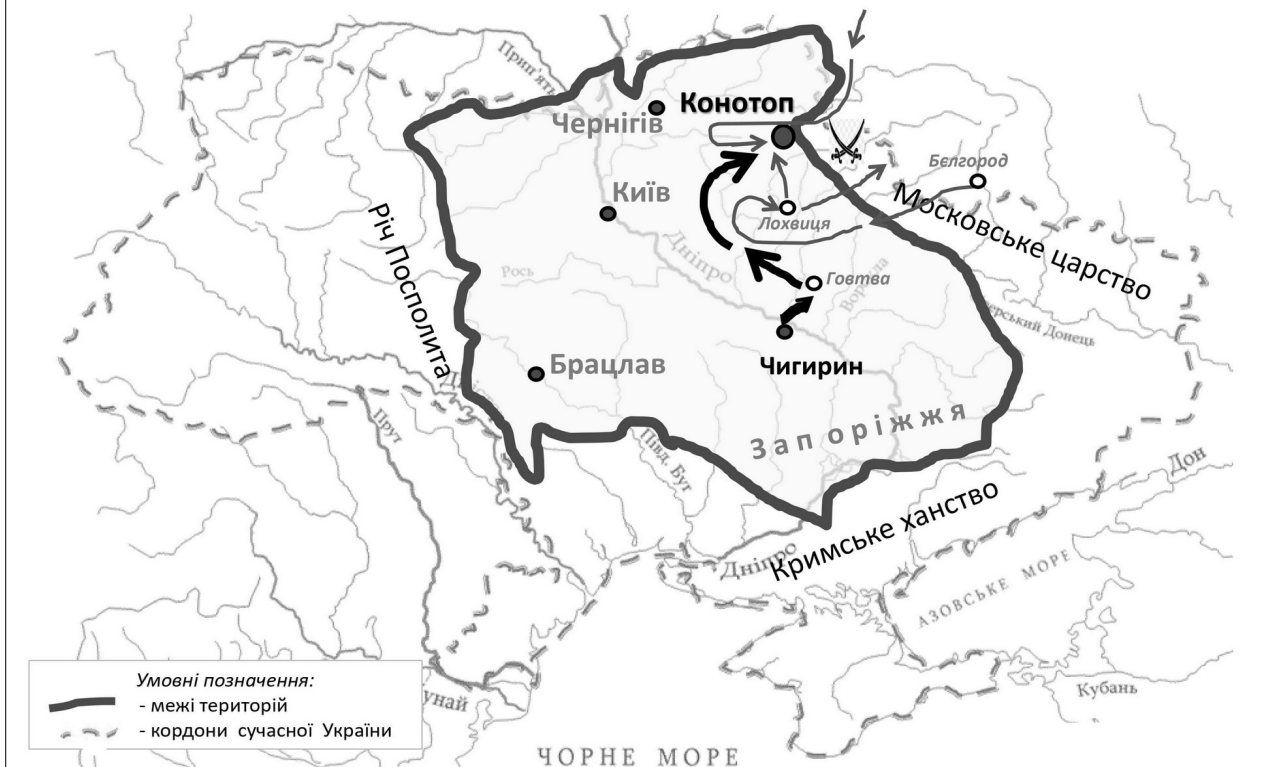 Прип'ять
Конотоп
Чернігів
Бєлгород
Київ
Лохвиця
Московське царство
Річ Посполита
Дніпро
Рось
Говтва
Ворскла
ерський Донець
Чигирин
Брацлав
Прут
Запоріжжя
Півд. Буг
Дон
Кримське ханство
Дніпро
АЗОВСЬКЕ МОРЕ
Умовні позначення:
- межі територій
- кордони сучасної України
унай
Кубань
ЧОРНЕ МОРЕ